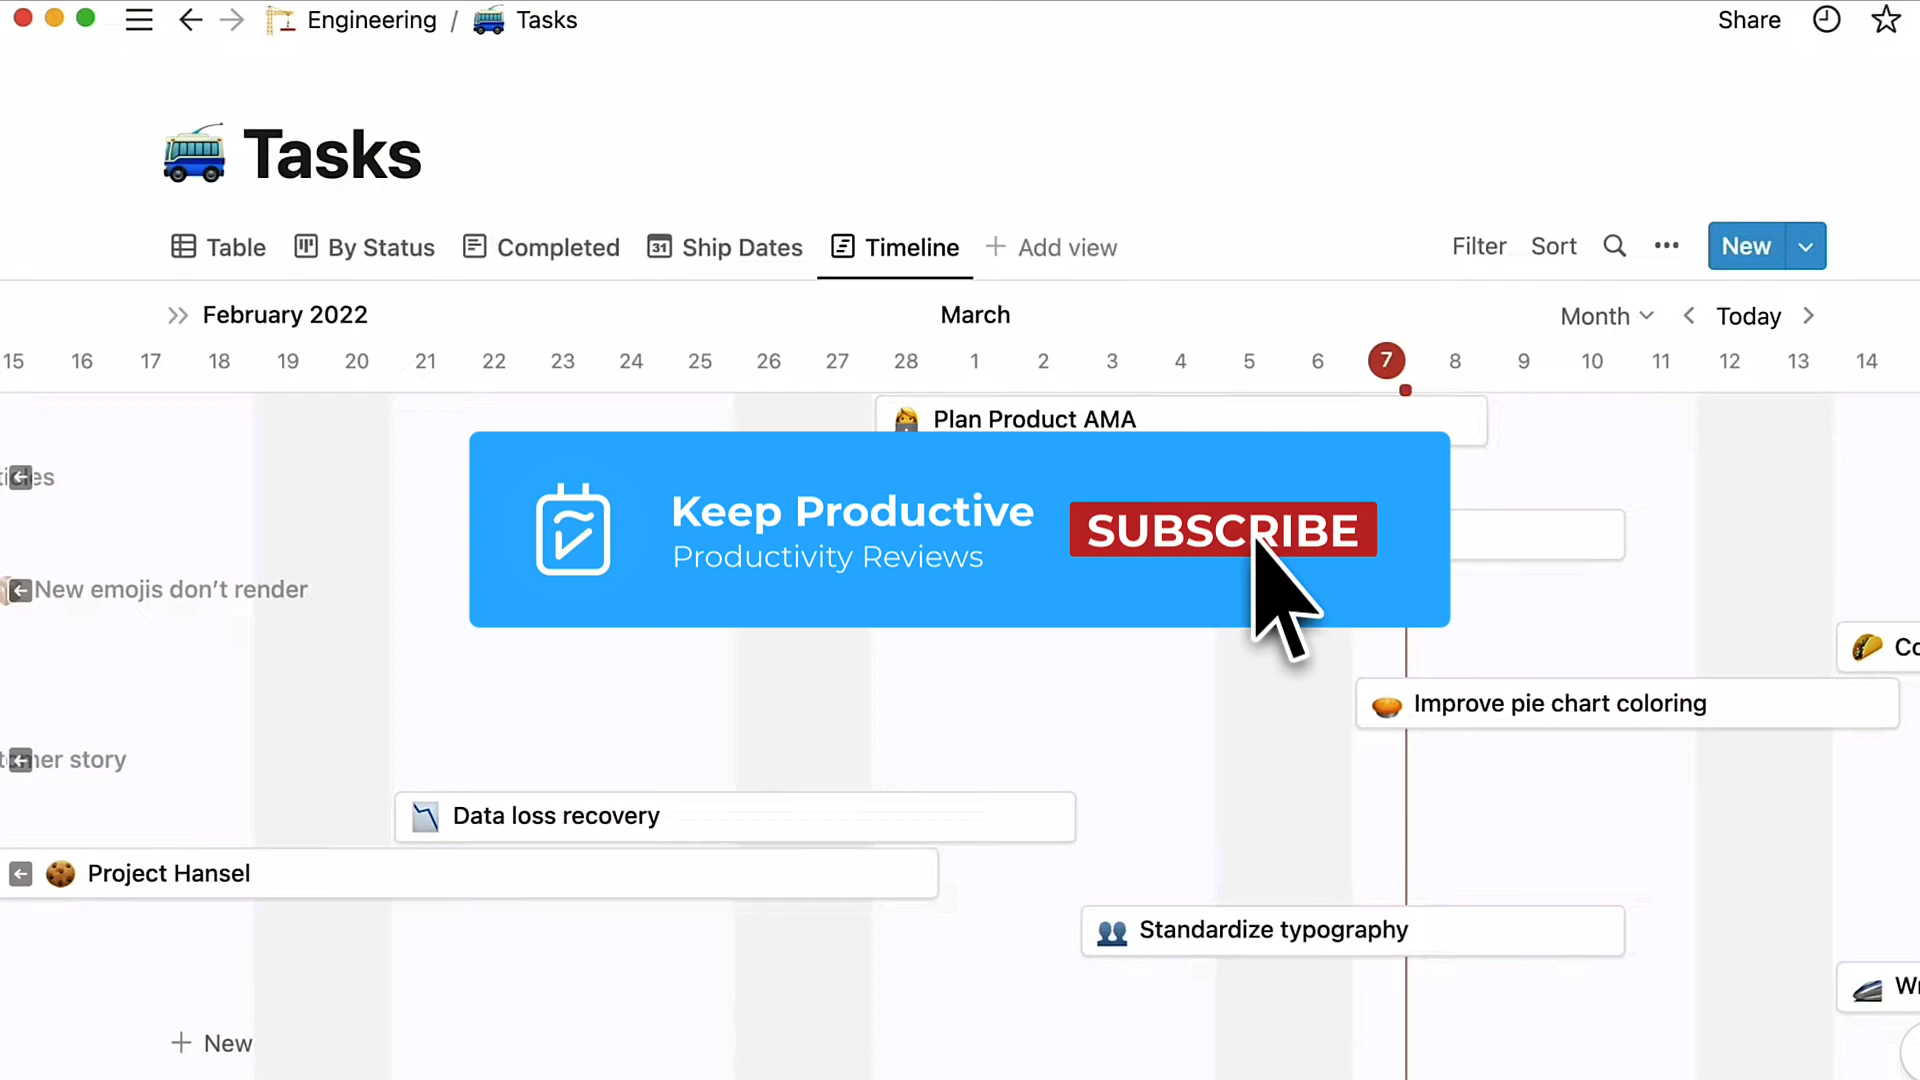 Engineering / Tasks
Share
Tasks
Table By Status Completed 31 Ship Dates Timeline + Add view
Filter Sort ••• New
February 2022 March
Month Today
15 16 17 18 19 20 21 22 23 24 25 26 27 28 1 2 3 4 5 6 7 8 9 10 11 12 13 14
Plan Product AMA
Keep Productive
Productivity Reviews
SUBSCRIBE
New emojis don't render
Improve pie chart coloring
story
Data loss recovery
Project Hansel
Standardize typography
+ New